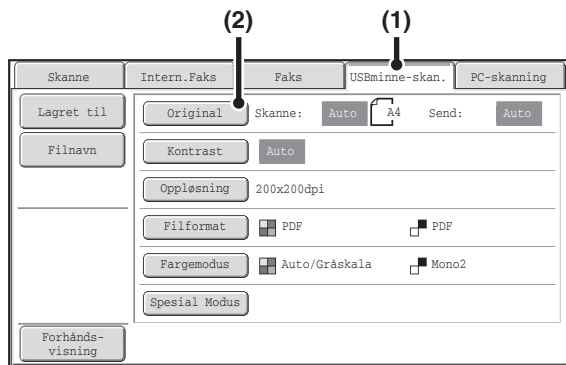 (2) (1)
Skanne Intern.Faks Faks USBminne-skan. PC-skanning
Lagret til Original Skanne: Auto A4 Send: Auto
Filnavn Kontrast Auto
Oppløsning 200x200dpi
Filformat PDF PDF
Fargemodus Auto/Gråskala Mono2
Spesial Modus
Forhånds-
visning